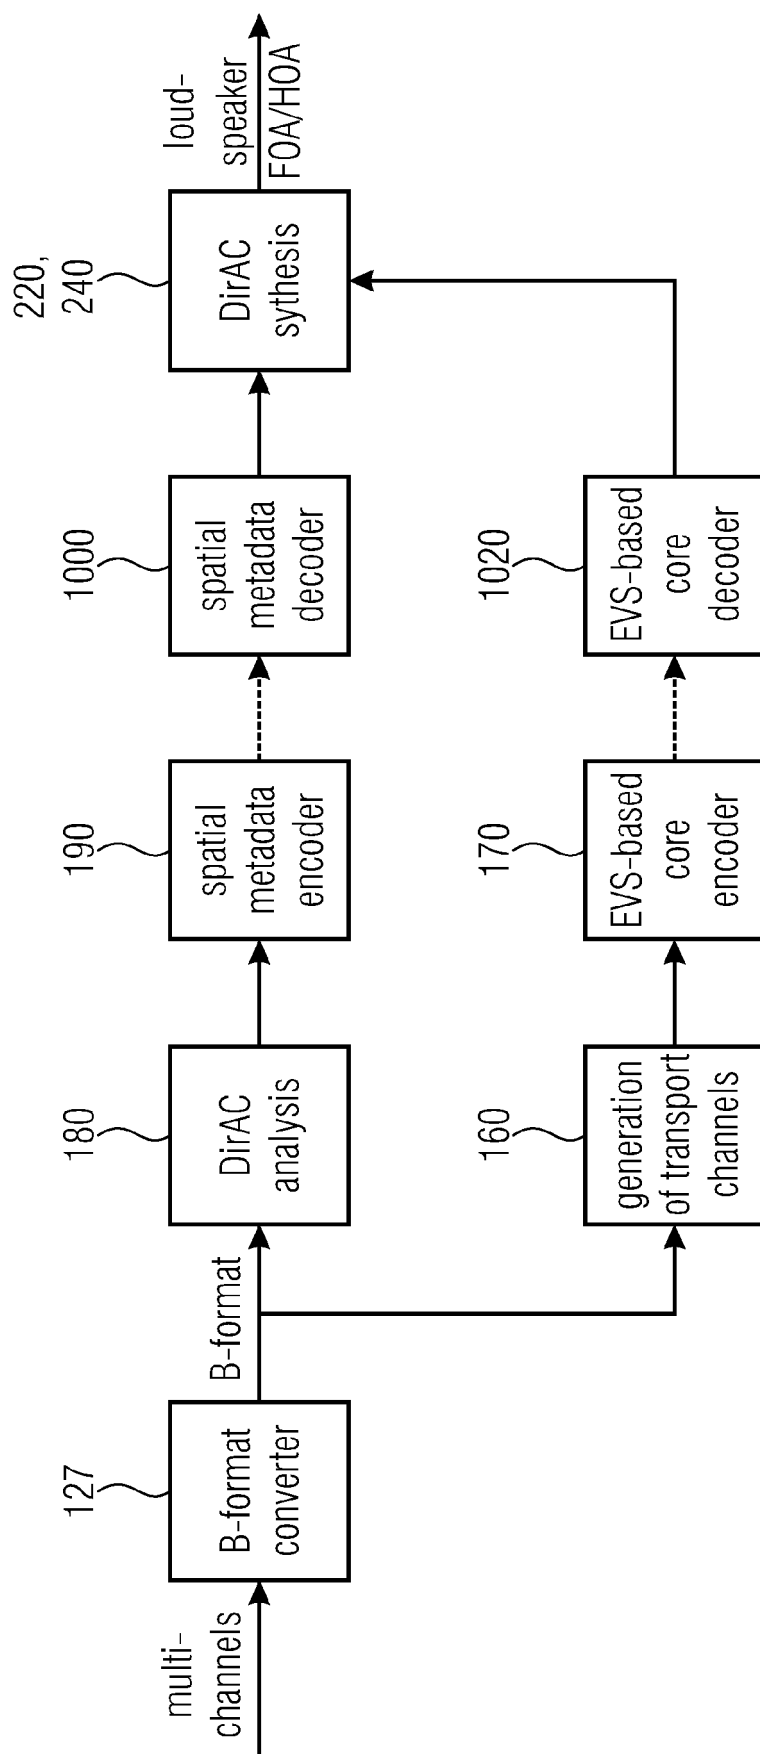 multi-
channels
127
B-format
converter
B-format
180
DirAC
analysis
190
spatial
metadata
encoder
1000
spatial
metadata
decoder
220,
240
DirAC
sythesis
loud-
speaker
FOA/HOA
160
generation
of transport
channels
170
EVS-based
core
encoder
1020
EVS-based
core
decoder